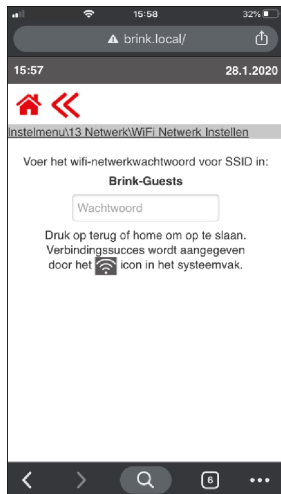 15:58
32%
brink.local/
15:57
28.1.2020
Instelmenu\13 Netwerk\WiFi Netwerk Instellen
Voer het wifi-netwerkwachtwoord voor SSID in:
Brink-Guests
Wachtwoord
Druk op terug of home om op te slaan.
Verbindingssucces wordt aangegeven
door het icon in het systeemvak.
6